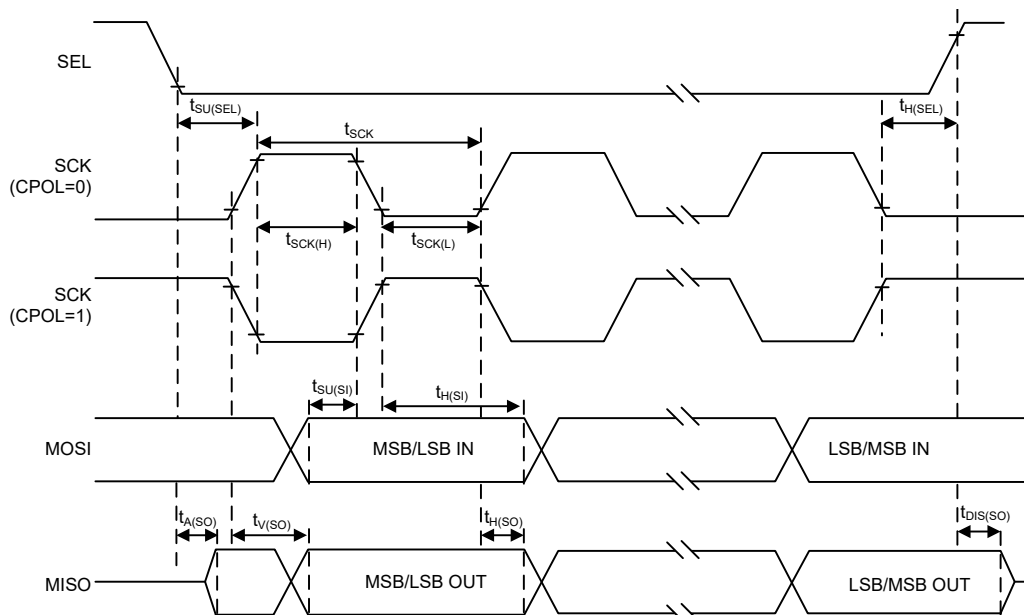 SEL
tSU(SEL)
tH(SEL)
tSCK
SCK
(CPOL=0)
tSCK(H)
tSCK(L)
SCK
(CPOL=1)
tSU(SI)
tH(SI)
MOSI
MSB/LSB IN
LSB/MSB IN
tA(SO)
tV(SO)
tH(SO)
tDIS(SO)
MISO
MSB/LSB OUT
LSB/MSB OUT